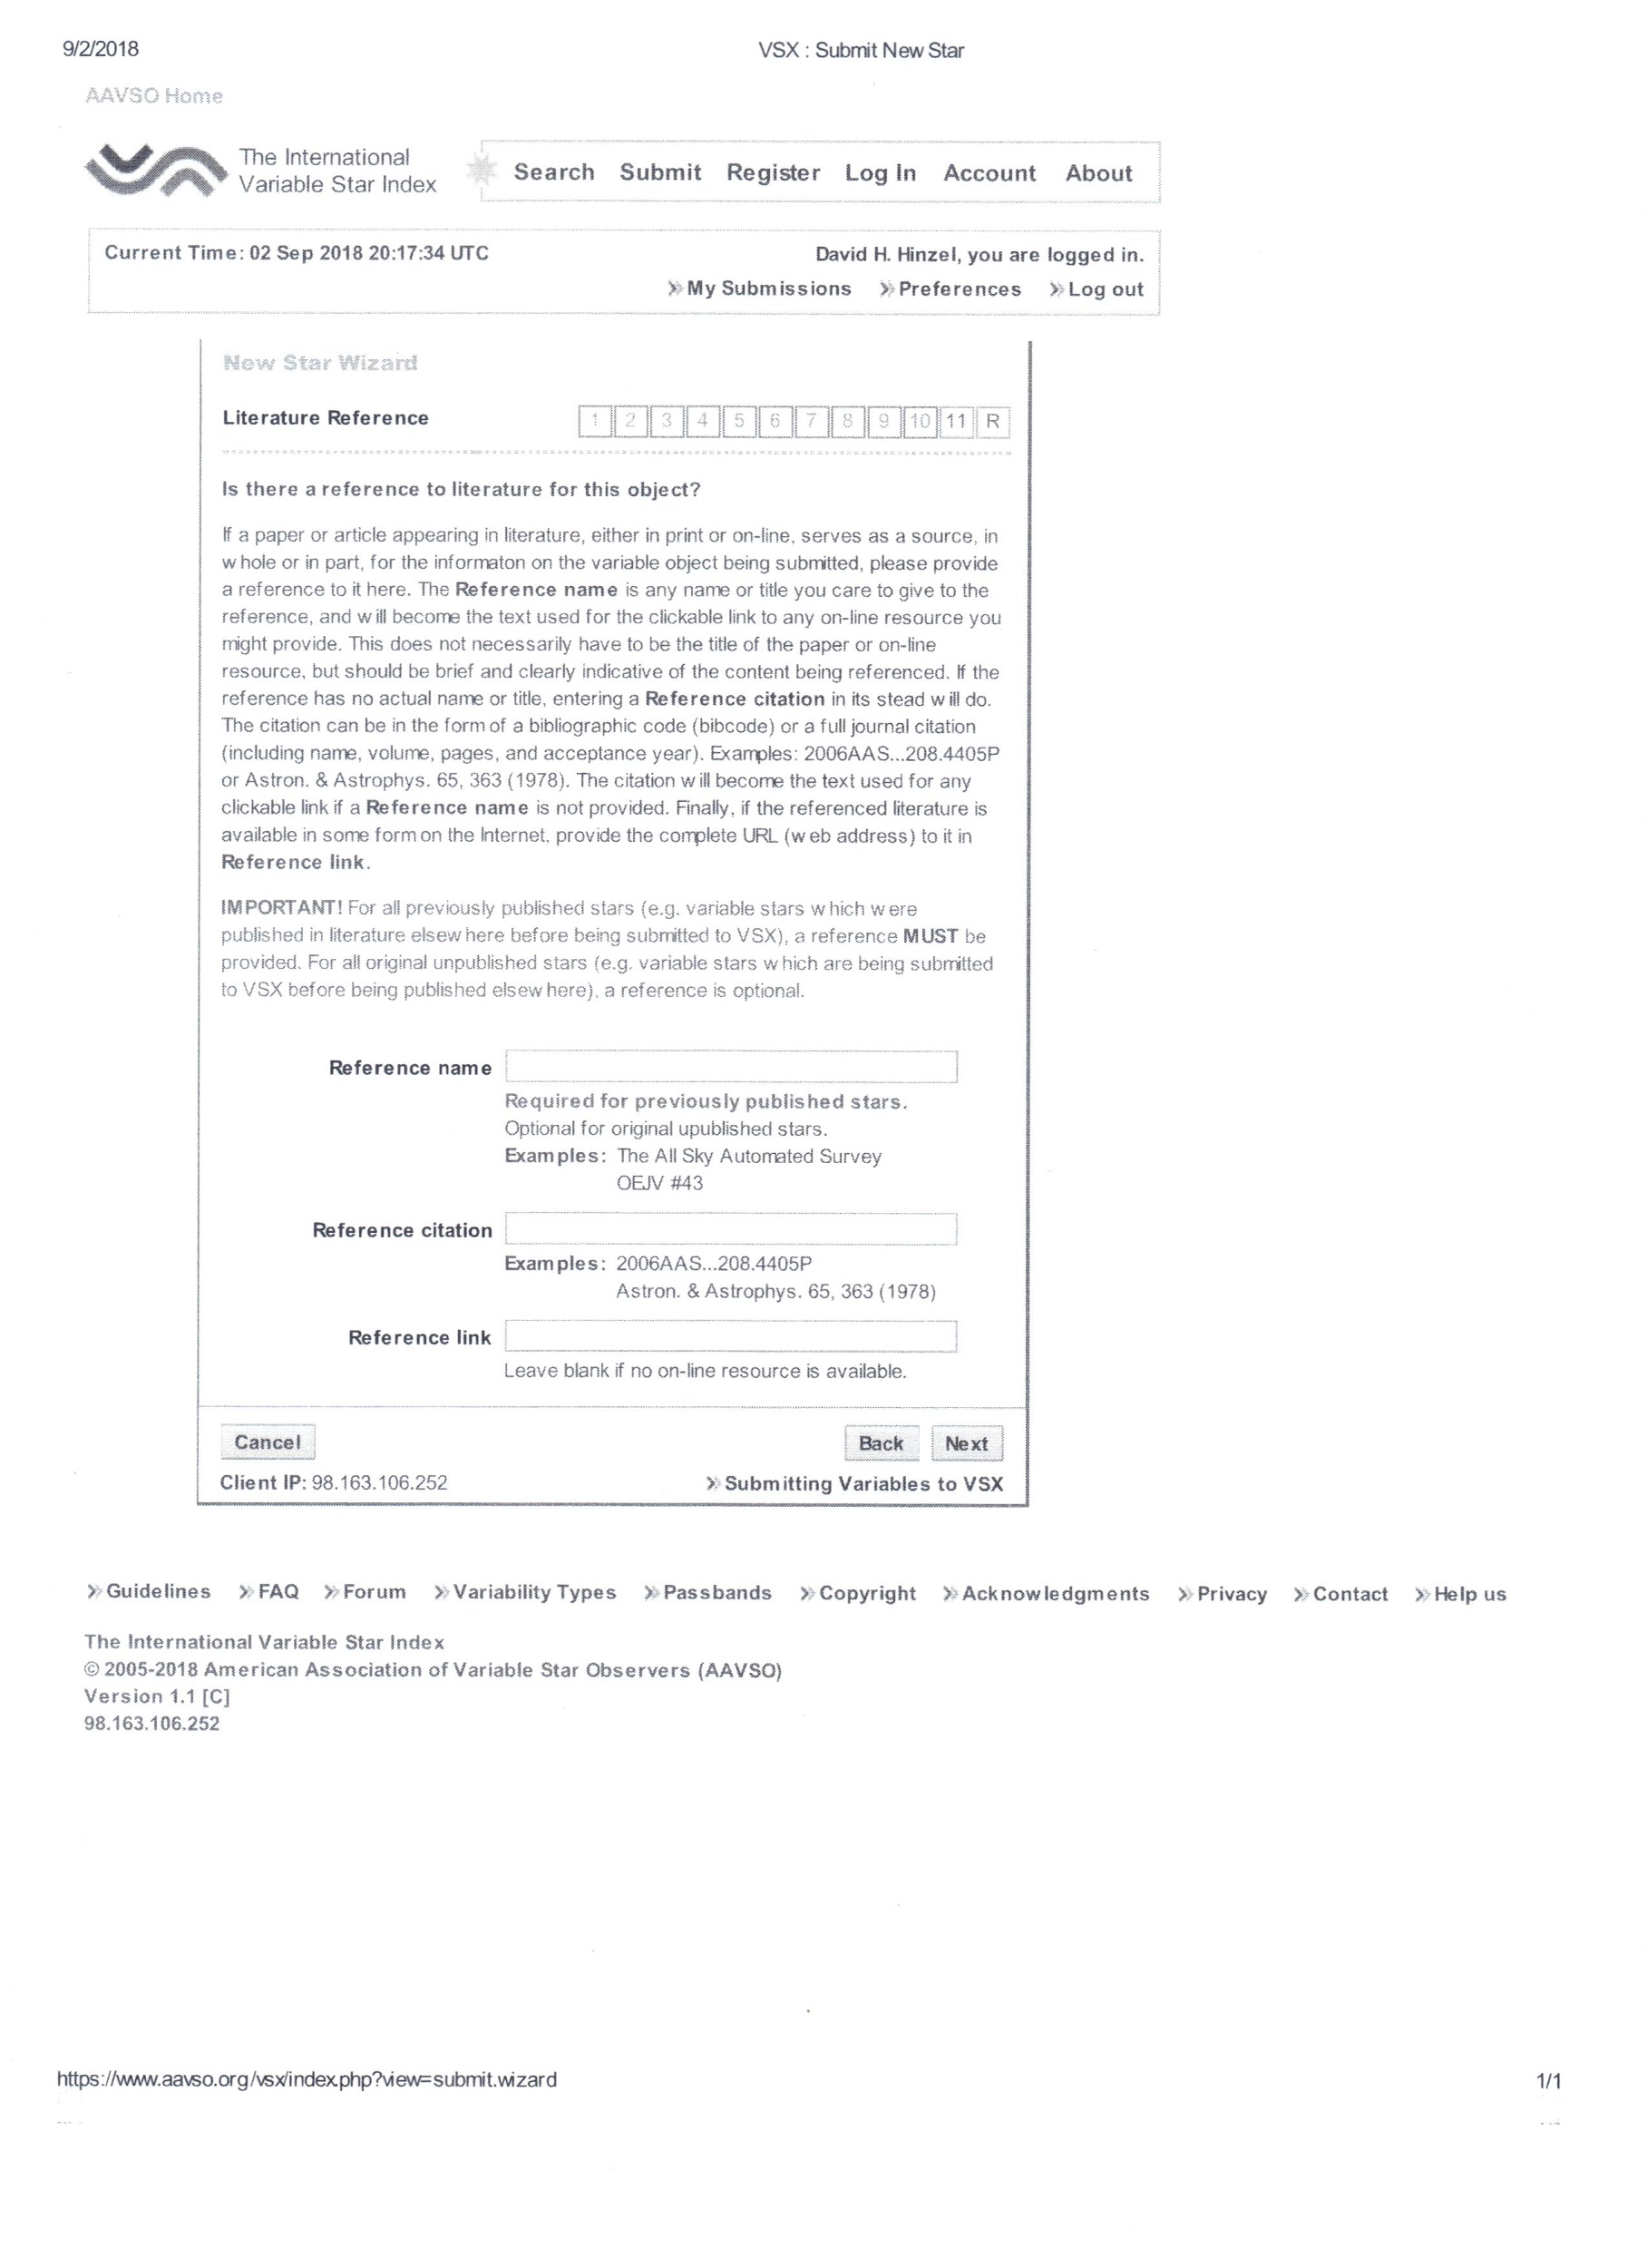 9/2/2018 VSX : Submit New Star
AAVSO Home
The International
Variable Star Index
Search Submit Register Log In Account About
Current Time: 02 Sep 2018 20:17:34 UTC David H. Hinzel, you are logged in.
» My Submissions » Preferences » Log out
New Star Wizard
Literature Reference 1 2 3 4 5 6 7 8 9 10 11 R
Is there a reference to literature for this object?
If a paper or article appearing in literature, either in print or on-line, serves as a source, in
whole or in part, for the informaton on the variable object being submitted, please provide
a reference to it here. The Reference name is any name or title you care to give to the
reference, and will become the text used for the clickable link to any on-line resource you
might provide. This does not necessarily have to be the title of the paper or on-line
resource, but should be brief and clearly indicative of the content being referenced. If the
reference has no actual name or title, entering a Reference citation in its stead will do.
The citation can be in the form of a bibliographic code (bibcode) or a full journal citation
(including name, volume, pages, and acceptance year). Examples: 2006AAS...208.4405P
or Astron. & Astrophys. 65, 363 (1978). The citation will become the text used for any
clickable link if a Reference name is not provided. Finally, if the referenced literature is
available in some form on the Internet, provide the complete URL (web address) to it in
Reference link.
IMPORTANT! For all previously published stars (e.g. variable stars which were
published in literature elsewhere before being submitted to VSX), a reference MUST be
provided. For all original unpublished stars (e.g. variable stars which are being submitted
to VSX before being published elsewhere), a reference is optional.
Reference name
Required for previously published stars.
Optional for original upublished stars.
Examples: The All Sky Automated Survey
OEJV #43
Reference citation
Examples: 2006AAS...208.4405P
Astron. & Astrophys. 65, 363 (1978)
Reference link
Leave blank if no on-line resource is available.
Cancel Back Next
Client IP: 98.163.106.252 » Submitting Variables to VSX
» Guidelines » FAQ » Forum » Variability Types » Passbands » Copyright » Acknowledgments » Privacy » Contact » Help us
The International Variable Star Index
© 2005-2018 American Association of Variable Star Observers (AAVSO)
Version 1.1 [C]
98.163.106.252
https://www.aavso.org/vsx/index.php?view=submit.wizard 1/1